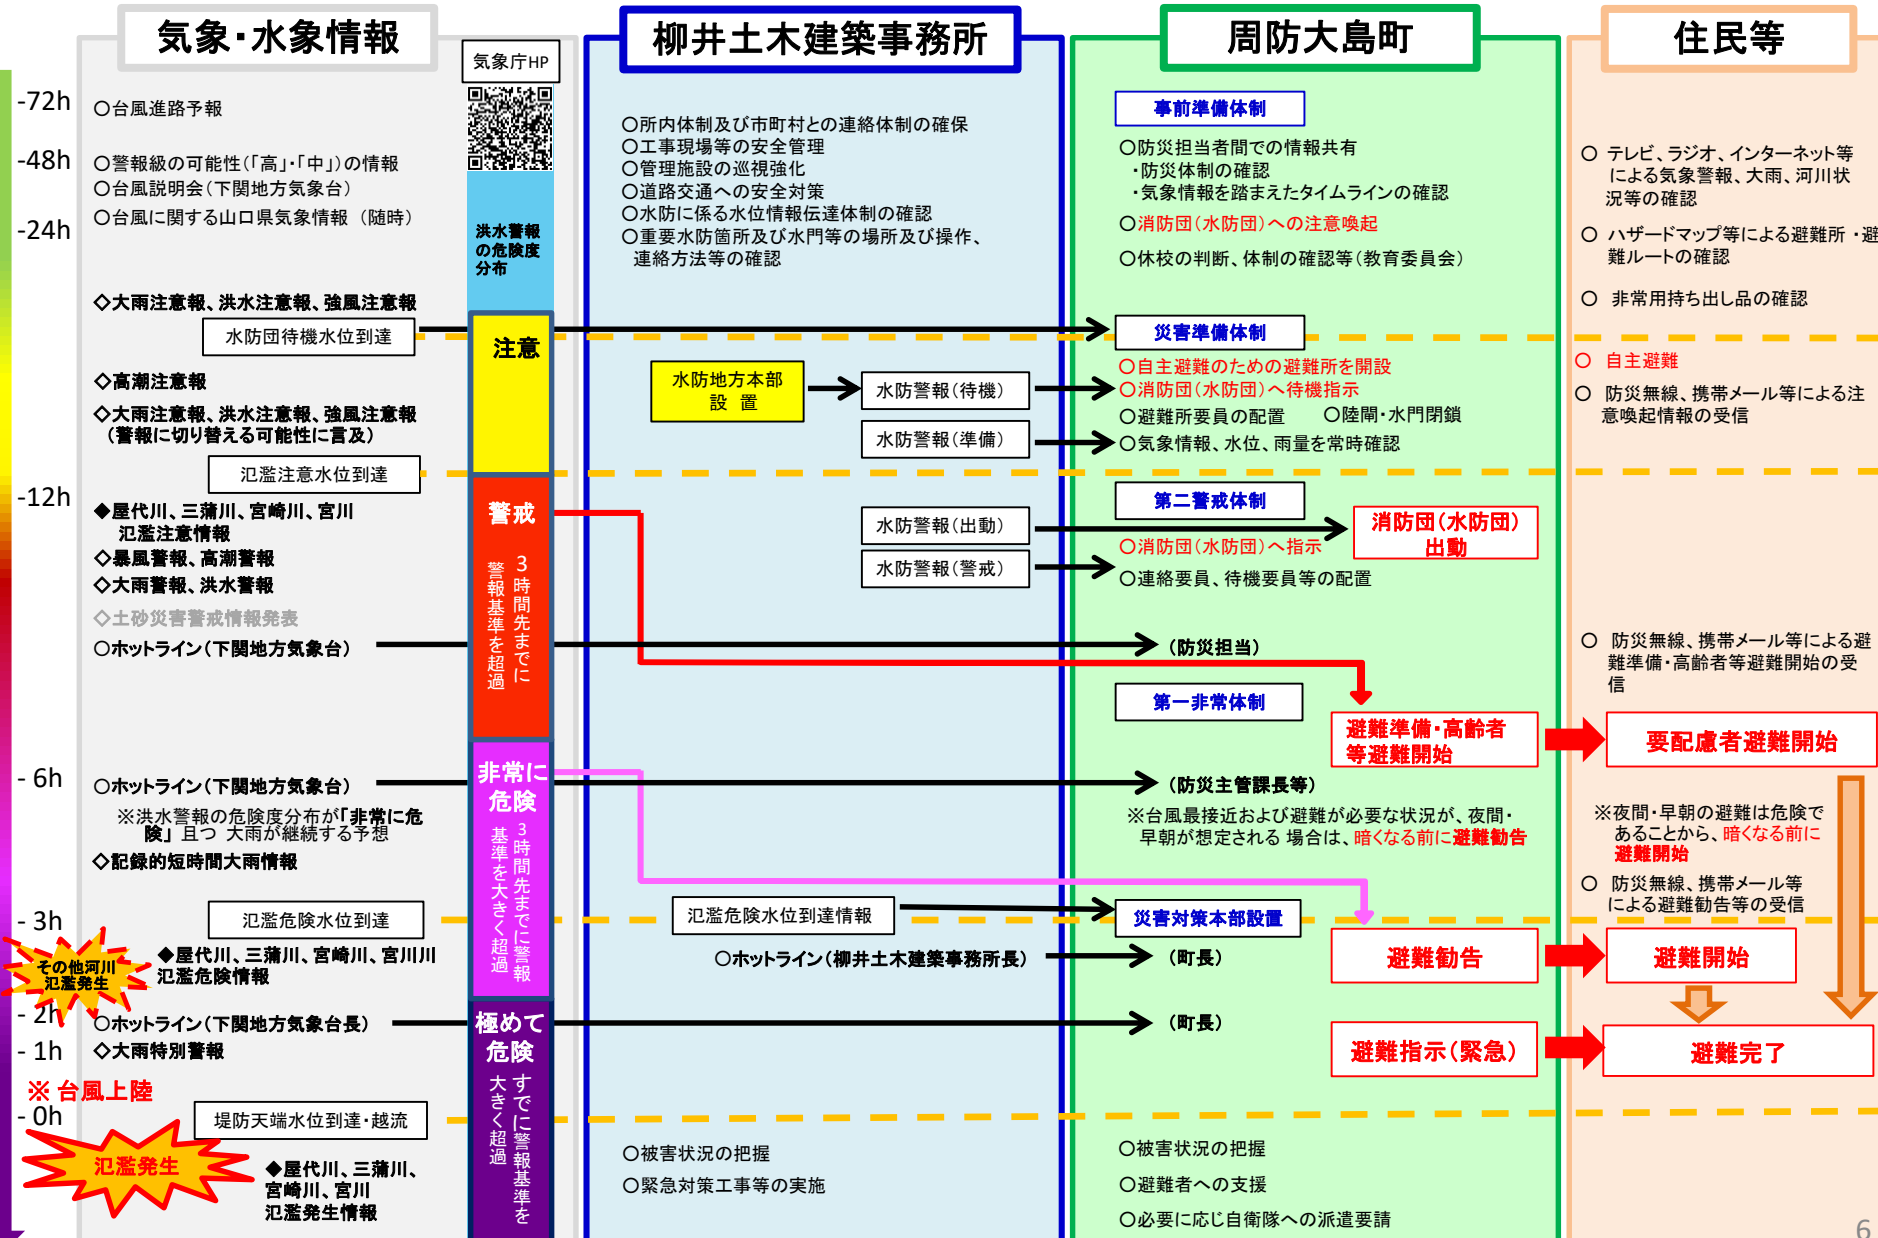 気象・水象情報
気象庁HP
-72h
-48h
-24h
-12h
- 6h
- 3h
- 2h
- 1h
- 0h
○台風進路予報
○警報級の可能性(「高」・「中」)の情報
○台風説明会(下関地方気象台)
○台風に関する山口県気象情報 (随時)
◇大雨注意報、洪水注意報、強風注意報
水防団待機水位到達
◇高潮注意報
◇大雨注意報、洪水注意報、強風注意報
(警報に切り替える可能性に言及)
氾濫注意水位到達
◆屋代川、三蒲川、宮崎川、宮川
氾濫注意情報
◇暴風警報、高潮警報
◇大雨警報、洪水警報
◇土砂災害警戒情報発表
○ホットライン(下関地方気象台)
○ホットライン(下関地方気象台)
※洪水警報の危険度分布が「非常に危
険」且つ 大雨が継続する予想
◇記録的短時間大雨情報
氾濫危険水位到達
その他河川
氾濫発生
◆屋代川、三蒲川、宮崎川、宮川川
氾濫危険情報
○ホットライン(下関地方気象台長)
◇大雨特別警報
※ 台風上陸
堤防天端水位到達・越流
氾濫発生
◆屋代川、三蒲川、
宮崎川、宮川
氾濫発生情報
洪水警報
の危険度
分布
注意
警戒
3時間先までに
警報基準を超過
非常に
危険
3時間先までに警報
基準を大きく超過
極めて
危険
すでに警報基準を
大きく超過
柳井土木建築事務所
○所内体制及び市町村との連絡体制の確保
○工事現場等の安全管理
○管理施設の巡視強化
○道路交通への安全対策
○水防に係る水位情報伝達体制の確認
○重要水防箇所及び水門等の場所及び操作、
連絡方法等の確認
水防地方本部
設 置
水防警報(待機)
水防警報(準備)
水防警報(出動)
水防警報(警戒)
氾濫危険水位到達情報
○ホットライン(柳井土木建築事務所長)
○被害状況の把握
○緊急対策工事等の実施
周防大島町
事前準備体制
○防災担当者間での情報共有
・防災体制の確認
・気象情報を踏まえたタイムラインの確認
○消防団(水防団)への注意喚起
○休校の判断、体制の確認等(教育委員会)
災害準備体制
○自主避難のための避難所を開設
○消防団(水防団)へ待機指示
○避難所要員の配置 ○陸閘・水門閉鎖
○気象情報、水位、雨量を常時確認
第二警戒体制
消防団(水防団)
出動
○消防団(水防団)へ指示
○連絡要員、待機要員等の配置
(防災担当)
第一非常体制
避難準備・高齢者
等避難開始
(防災主管課長等)
※台風最接近および避難が必要な状況が、夜間・
早朝が想定される 場合は、暗くなる前に避難勧告
災害対策本部設置
(町長)
避難勧告
(町長)
避難指示(緊急)
○被害状況の把握
○避難者への支援
○必要に応じ自衛隊への派遣要請
住民等
○ テレビ、ラジオ、インターネット等
による気象警報、大雨、河川状
況等の確認
○ ハザードマップ等による避難所 ・避
難ルートの確認
○ 非常用持ち出し品の確認
○ 自主避難
○ 防災無線、携帯メール等による注
意喚起情報の受信
○ 防災無線、携帯メール等による避
難準備・高齢者等避難開始の受
信
要配慮者避難開始
※夜間・早朝の避難は危険で
あることから、暗くなる前に
避難開始
○ 防災無線、携帯メール等
による避難勧告等の受信
避難開始
避難完了
6